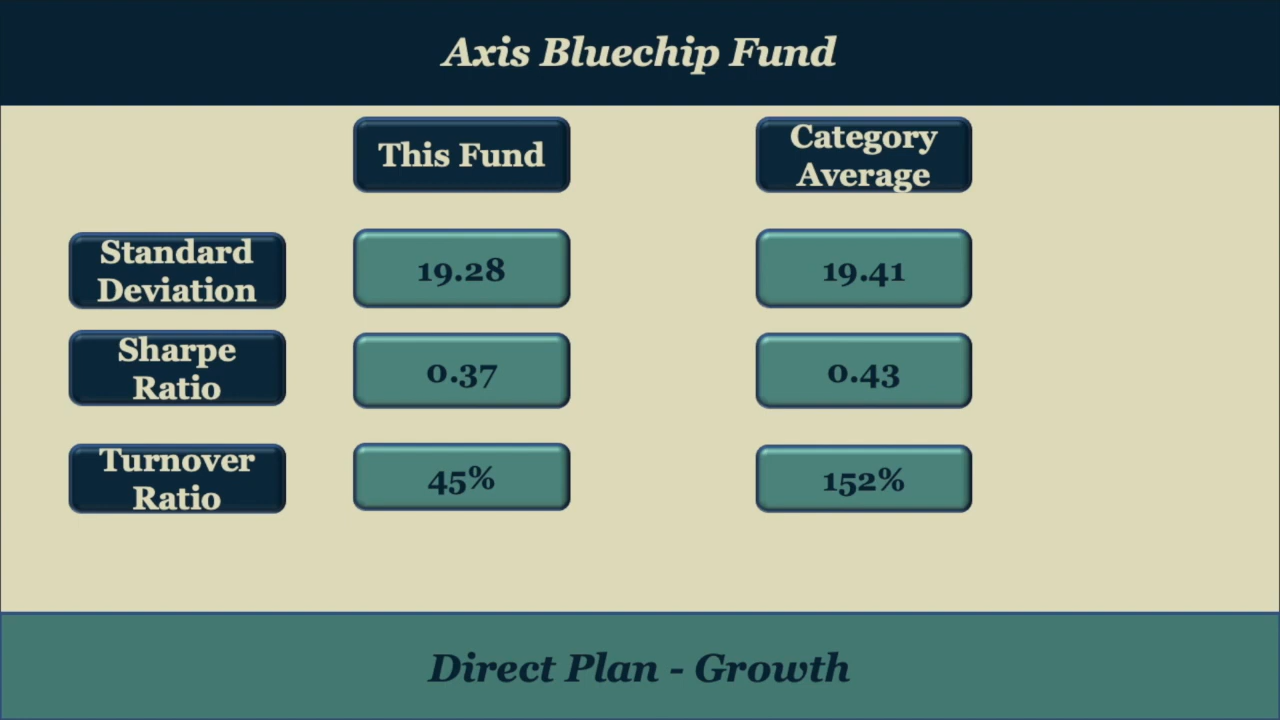 Axis Bluechip Fund
This Fund
Category
Average
Standard
Deviation
19.28
19.41
Sharpe
Ratio
0.37
0.43
Turnover
Ratio
45%
152%
Direct Plan - Growth